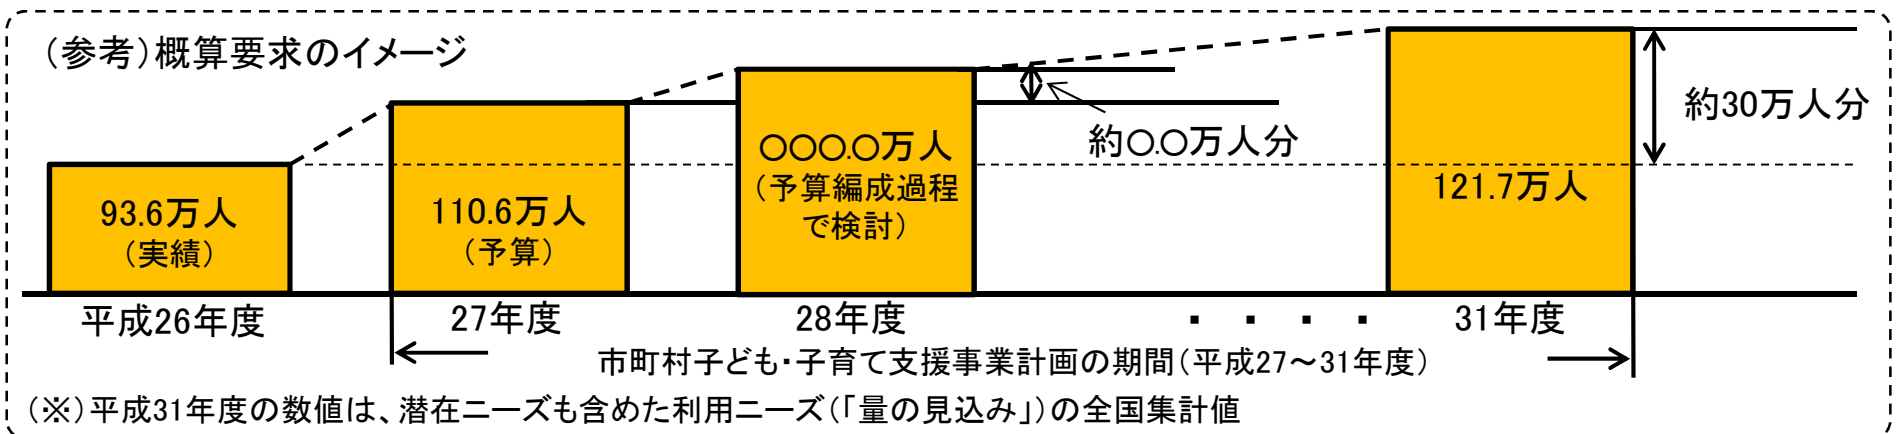 （参考）概算要求のイメージ
93.6万人
（実績）
110.6万人
（予算）
○○○.○万人
（予算編成過程
で検討）
約○.○万人分
121.7万人
約30万人分
平成26年度
27年度
28年度
・・・・
31年度
市町村子ども・子育て支援事業計画の期間（平成27～31年度）
（※）平成31年度の数値は、潜在ニーズも含めた利用ニーズ（「量の見込み」）の全国集計値